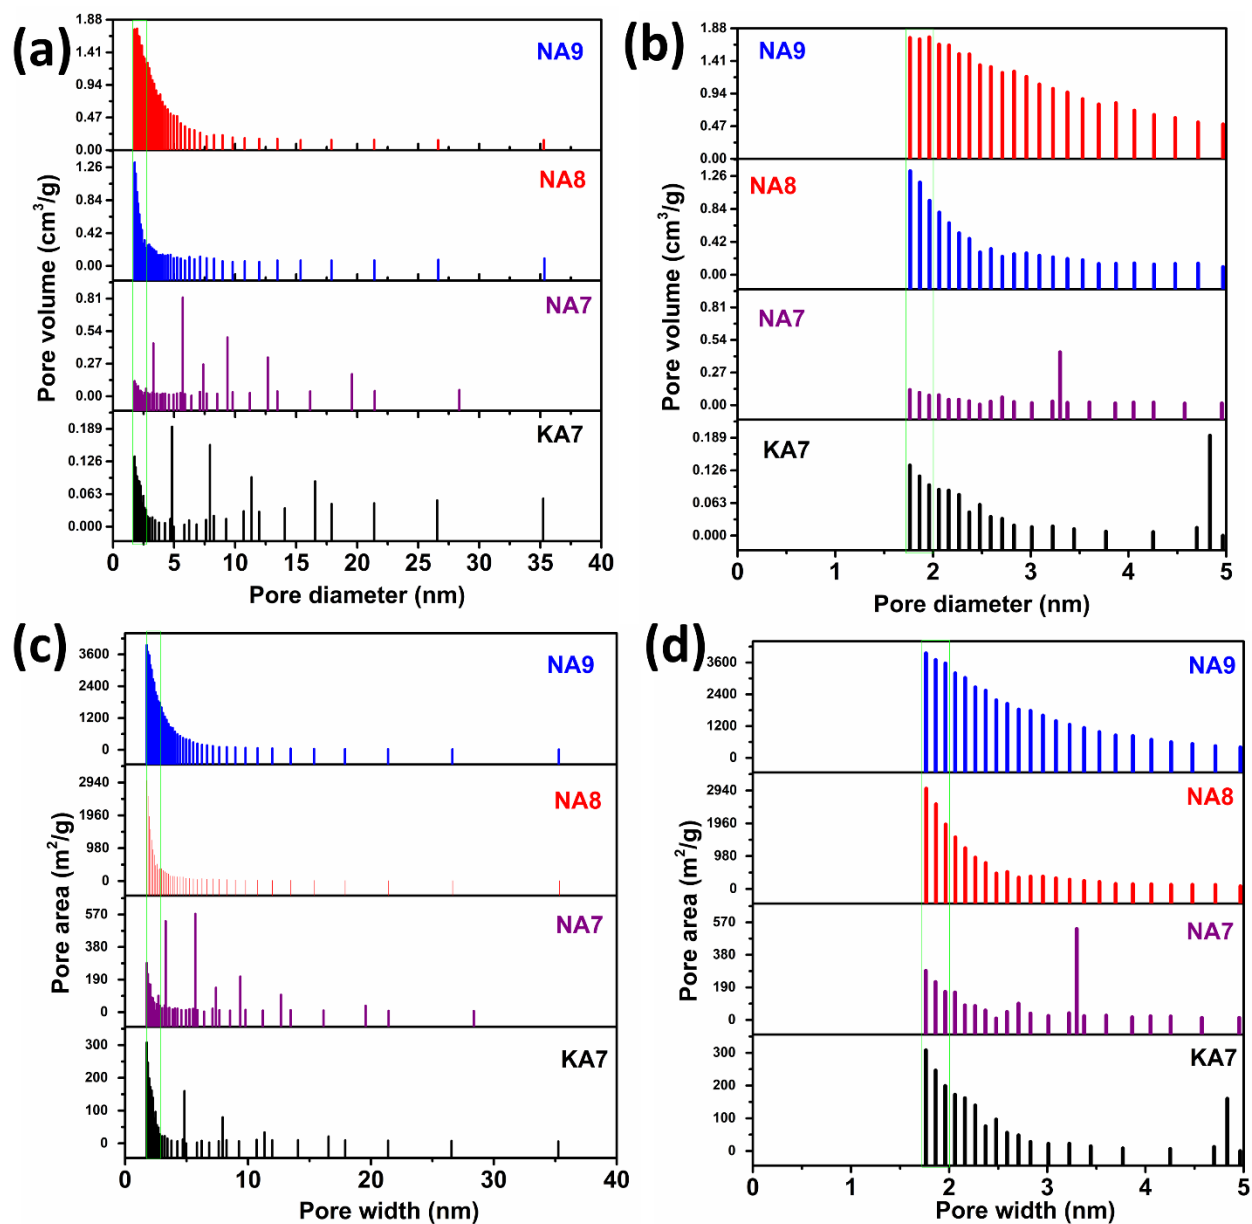 (a)
NA9
NA8
NA7
KA7
1.88
1.41
0.94
0.47
0.00
1.26
0.84
0.42
0.00
0.81
0.54
0.27
0.00
0.189
0.126
0.063
0.000
0 5 10 15 20 25 30 35 40
Pore volume (cm³/g)
Pore diameter (nm)
(b)
NA9
NA8
NA7
KA7
1.88
1.41
0.94
0.47
0.00
1.26
0.84
0.42
0.00
0.81
0.54
0.27
0.00
0.189
0.126
0.063
0.000
0 1 2 3 4 5
Pore volume (cm³/g)
Pore diameter (nm)
(c)
NA9
NA8
NA7
KA7
3600
2400
1200
0
2940
1960
980
0
570
380
190
0
300
200
100
0
0 10 20 30 40
Pore area (m²/g)
Pore width (nm)
(d)
NA9
NA8
NA7
KA7
3600
2400
1200
0
2940
1960
980
0
570
380
190
0
300
200
100
0
0 1 2 3 4 5
Pore area (m²/g)
Pore width (nm)